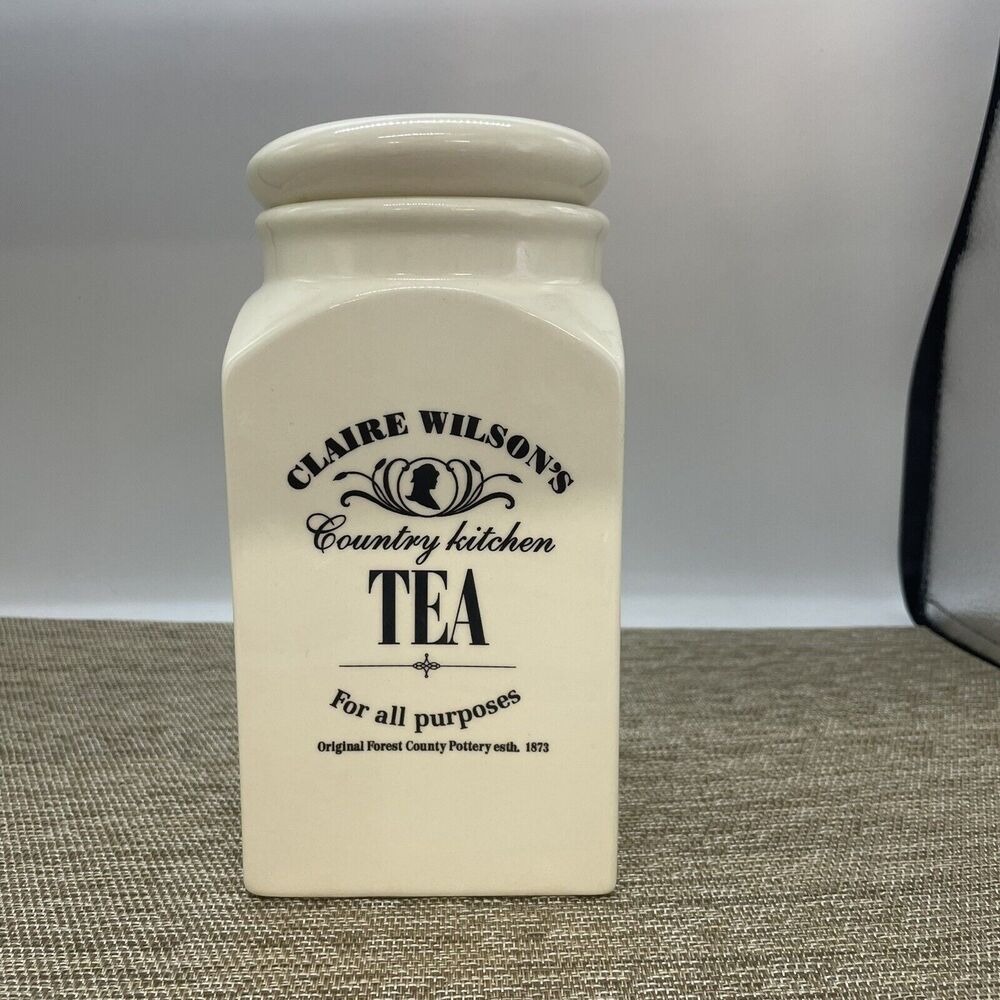 CLAIRE WILSON'S
Country kitchen
TEA
For all purposes
Original Forest County Pottery esth. 1873